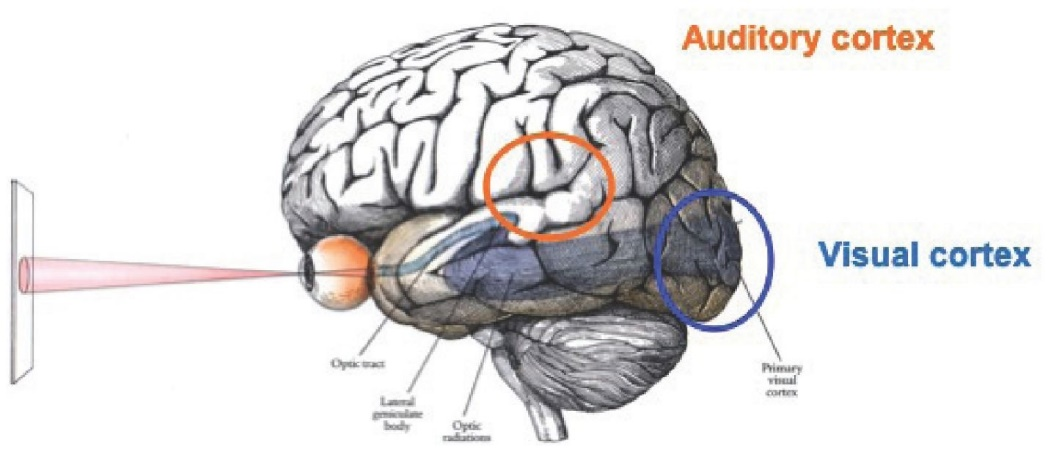 Auditory cortex
Visual cortex
Optic tract
Lateral
geniculate
body
Optic
radiations
Primary
visual
cortex